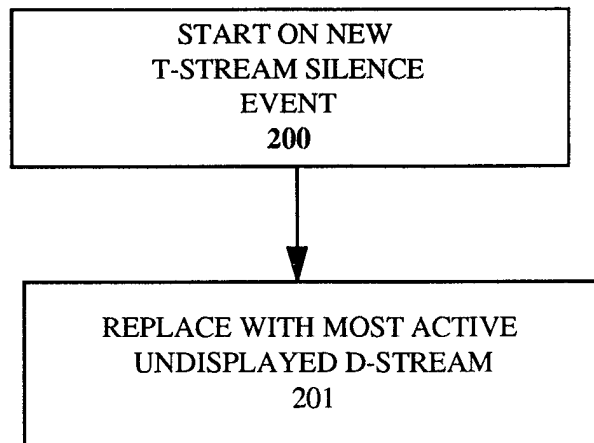 START ON NEW
T-STREAM SILENCE
EVENT
200
REPLACE WITH MOST ACTIVE
UNDISPLAYED D-STREAM
201